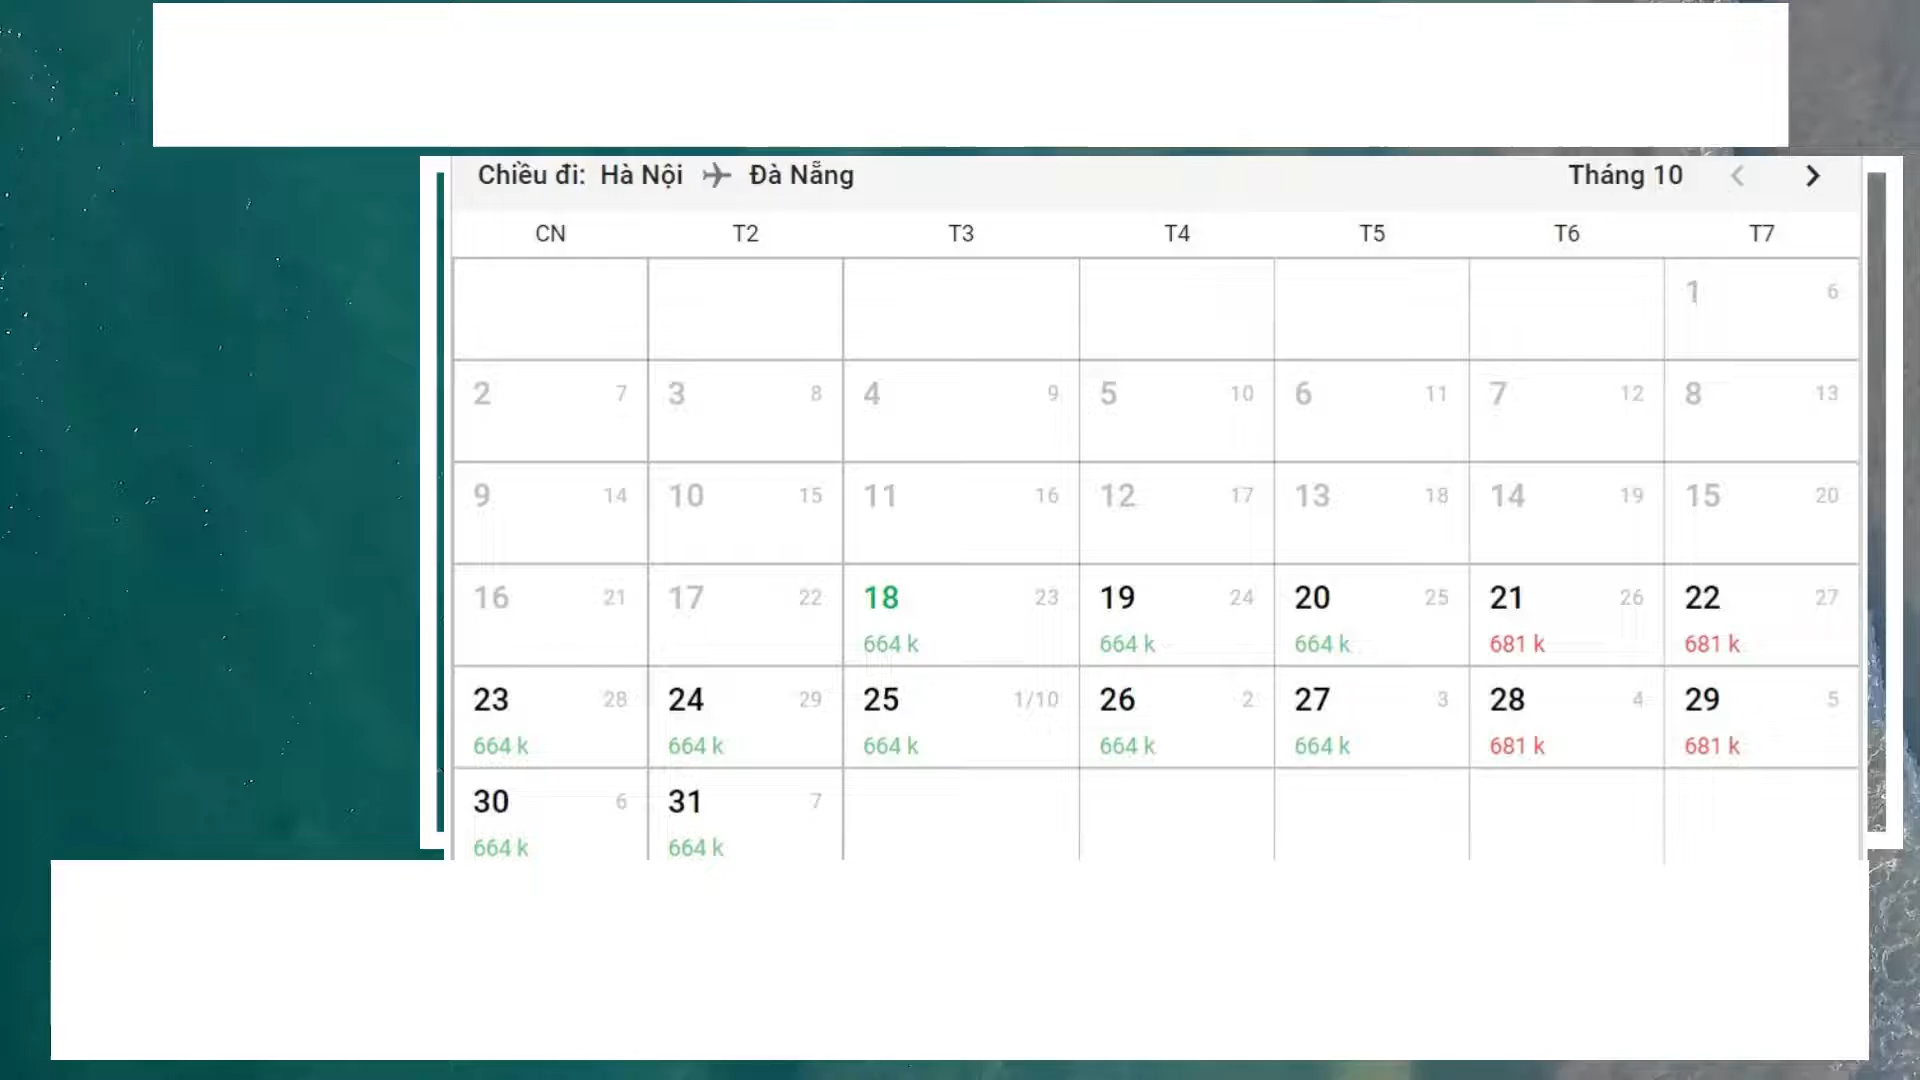 Chiều đi: Hà Nội Đà Nẵng Tháng 10
CN T2 T3 T4 T5 T6 T7
1 6
2 7 3 8 4 9 5 10 6 11 7 12 8 13
9 14 10 15 11 16 12 17 13 18 14 19 15 20
16 21 17 22 18 23 19 24 20 25 21 26 22 27
664 k 664 k 664 k 681 k 681 k
23 28 24 29 25 1/10 26 2 27 3 28 4 29 5
664 k 664 k 664 k 664 k 664 k 681 k 681 k
30 6 31 7
664 k 664 k